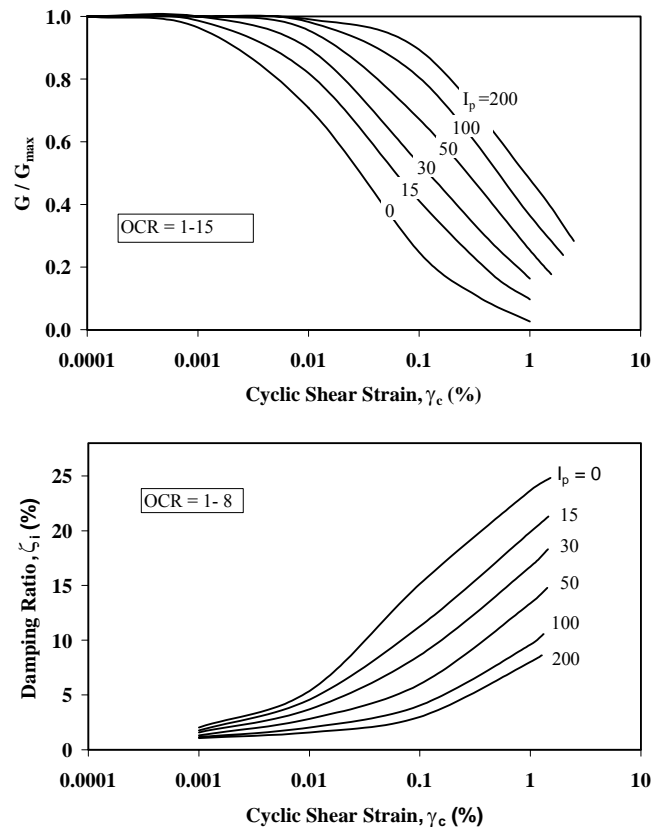 1.0
0.8
0.6
0.4
0.2
0.0
G / Gmax
OCR = 1-15
Ip =200
100
50
30
15
0
0.0001 0.001 0.01 0.1 1 10
Cyclic Shear Strain, γc (%)
25
20
15
10
5
0
Damping Ratio, ζi (%)
OCR = 1- 8
Ip = 0
15
30
50
100
200
0.0001 0.001 0.01 0.1 1 10
Cyclic Shear Strain, γc (%)